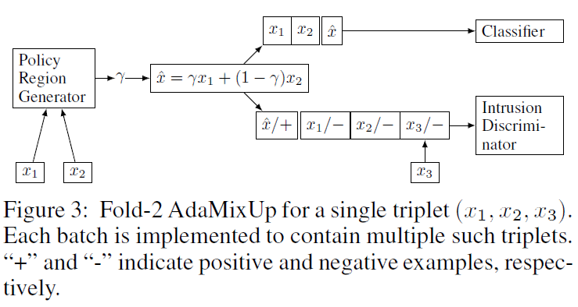 x₁ x₂ x̂
Classifier
Policy
Region
Generator
γ
x̂ = γx₁ + (1 − γ)x₂
x̂/+ x₁/− x₂/− x₃/−
Intrusion
Discrimi-
nator
x₁ x₂
x₃
Figure 3: Fold-2 AdaMixUp for a single triplet (x₁, x₂, x₃).
Each batch is implemented to contain multiple such triplets.
“+” and “-” indicate positive and negative examples, respec-
tively.